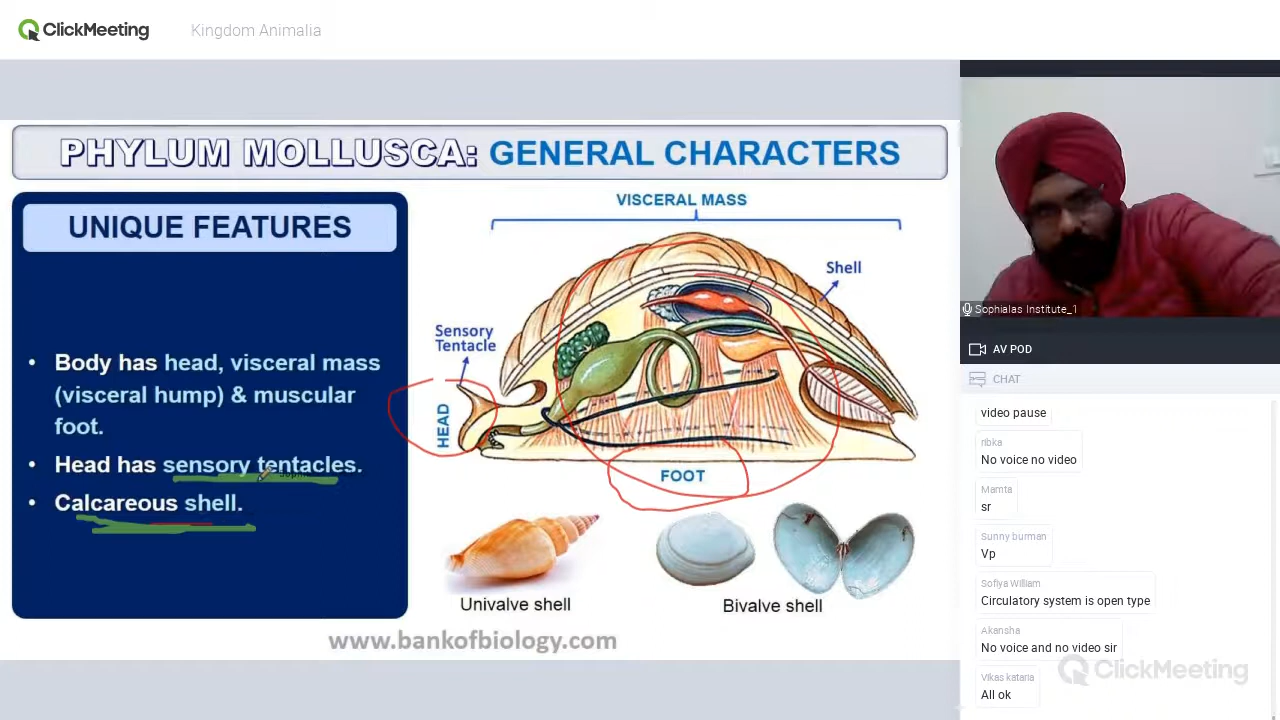 ClickMeeting
Kingdom Animalia
PHYLUM MOLLUSCA: GENERAL CHARACTERS
UNIQUE FEATURES
• Body has head, visceral mass
(visceral hump) & muscular
foot.
• Head has sensory tentacles.
• Calcareous shell.
VISCERAL MASS
Shell
Sensory
Tentacle
HEAD
FOOT
Univalve shell
Bivalve shell
www.bankofbiology.com
Sophialas Institute_1
AV POD
CHAT
video pause
ribka
No voice no video
Mamta
sr
Sunny burman
Vp
Sofiya William
Circulatory system is open type
Akansha
No voice and no video sir
Vikas kataria
All ok
ClickMeeting